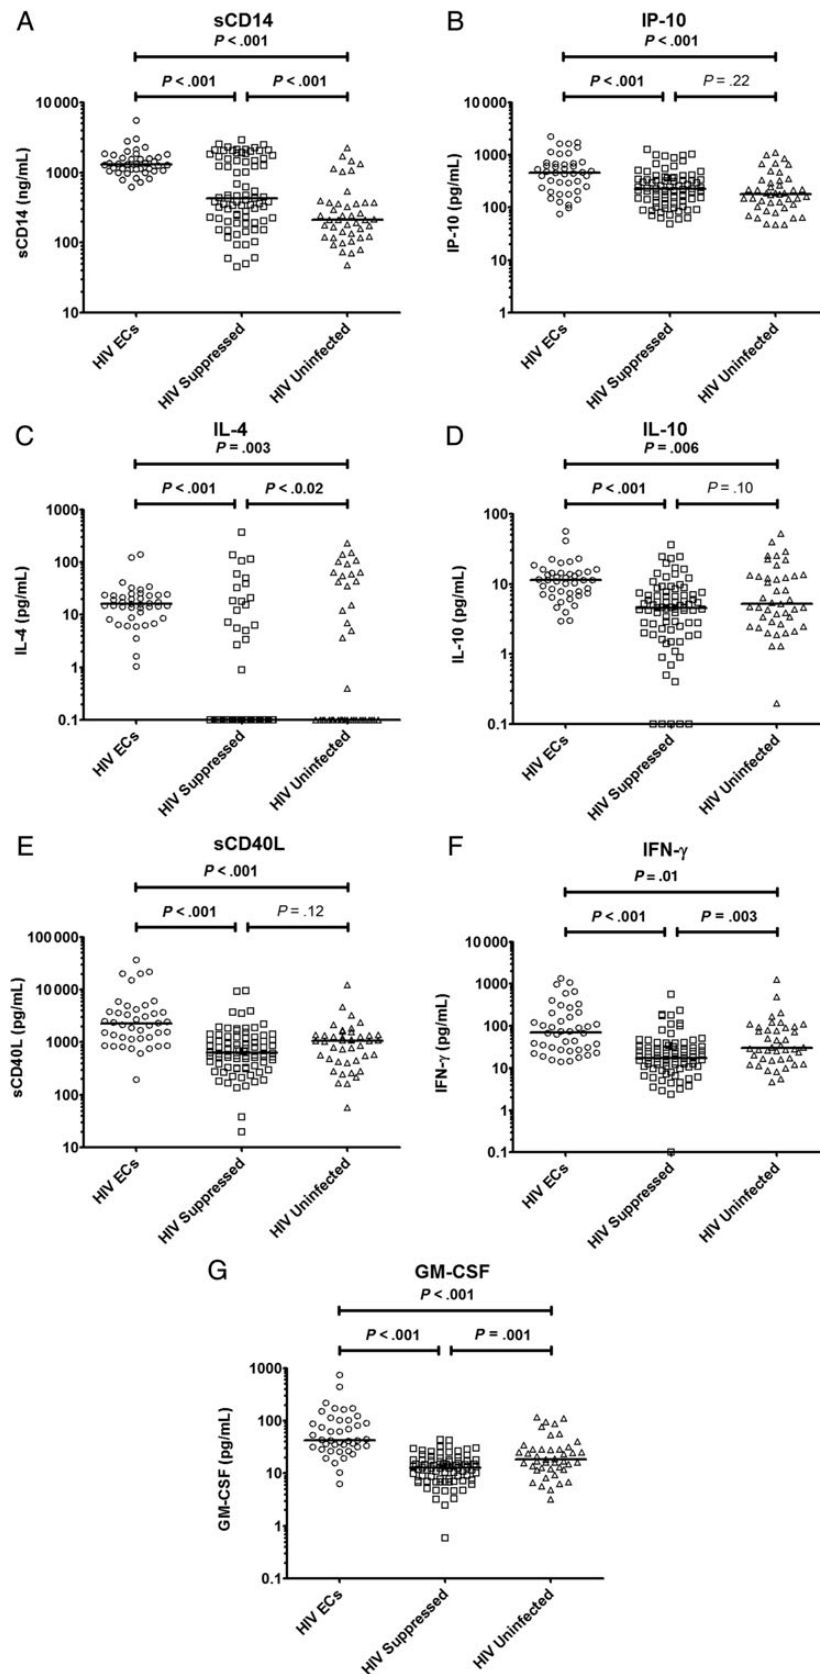 A
sCD14
P < .001
P < .001
P < .001
10 000
1000
100
10
sCD14 (ng/mL)
HIV ECs
HIV Suppressed
HIV Uninfected
B
IP-10
P < .001
P < .001
P = .22
10 000
1000
100
10
1
IP-10 (pg/mL)
HIV ECs
HIV Suppressed
HIV Uninfected
C
IL-4
P = .003
P < .001
P < .0.02
1000
100
10
1
0.1
IL-4 (pg/mL)
HIV ECs
HIV Suppressed
HIV Uninfected
D
IL-10
P = .006
P < .001
P = .10
100
10
1
0.1
IL-10 (pg/mL)
HIV ECs
HIV Suppressed
HIV Uninfected
E
sCD40L
P < .001
P < .001
P = .12
100 000
10 000
1000
100
10
sCD40L (pg/mL)
HIV ECs
HIV Suppressed
HIV Uninfected
F
IFN-γ
P = .01
P < .001
P = .003
10 000
1000
100
10
1
0.1
IFN-γ (pg/mL)
HIV ECs
HIV Suppressed
HIV Uninfected
G
GM-CSF
P < .001
P < .001
P = .001
1000
100
10
1
0.1
GM-CSF (pg/mL)
HIV ECs
HIV Suppressed
HIV Uninfected